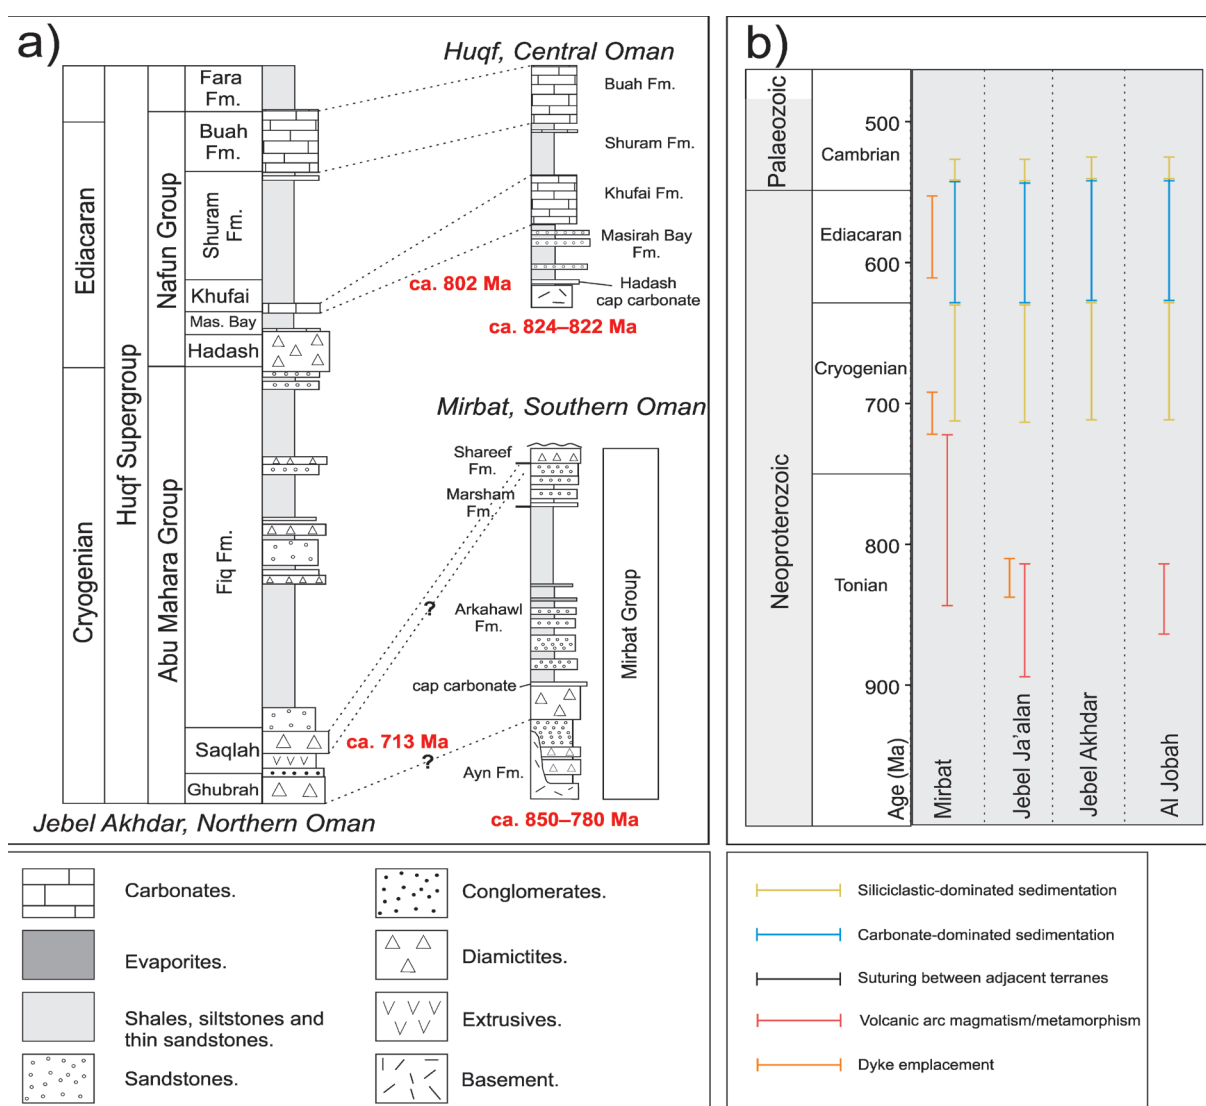 a)
Huqf, Central Oman
Fara
Fm.
Buah
Fm.
Shuram
Fm.
Khufai
Mas. Bay
Hadash
Fiq Fm.
Saqlah
Ghubrah
Ediacaran
Cryogenian
Huqf Supergroup
Nafun Group
Abu Mahara Group
Jebel Akhdar, Northern Oman
Buah Fm.
Shuram Fm.
Khufai Fm.
Masirah Bay
Fm.
Hadash
cap carbonate
ca. 802 Ma
ca. 824–822 Ma
Mirbat, Southern Oman
Shareef
Fm.
Marsham
Fm.
Arkahawl
Fm.
cap carbonate
Ayn Fm.
Mirbat Group
?
?
ca. 713 Ma
ca. 850–780 Ma
b)
Palaeozoic
Neoproterozoic
Cambrian
Ediacaran
Cryogenian
Tonian
500
600
700
800
900
Age (Ma)
Mirbat
Jebel Ja'alan
Jebel Akhdar
Al Jobah
Carbonates.
Evaporites.
Shales, siltstones and
thin sandstones.
Sandstones.
Conglomerates.
Diamictites.
Extrusives.
Basement.
Siliciclastic-dominated sedimentation
Carbonate-dominated sedimentation
Suturing between adjacent terranes
Volcanic arc magmatism/metamorphism
Dyke emplacement